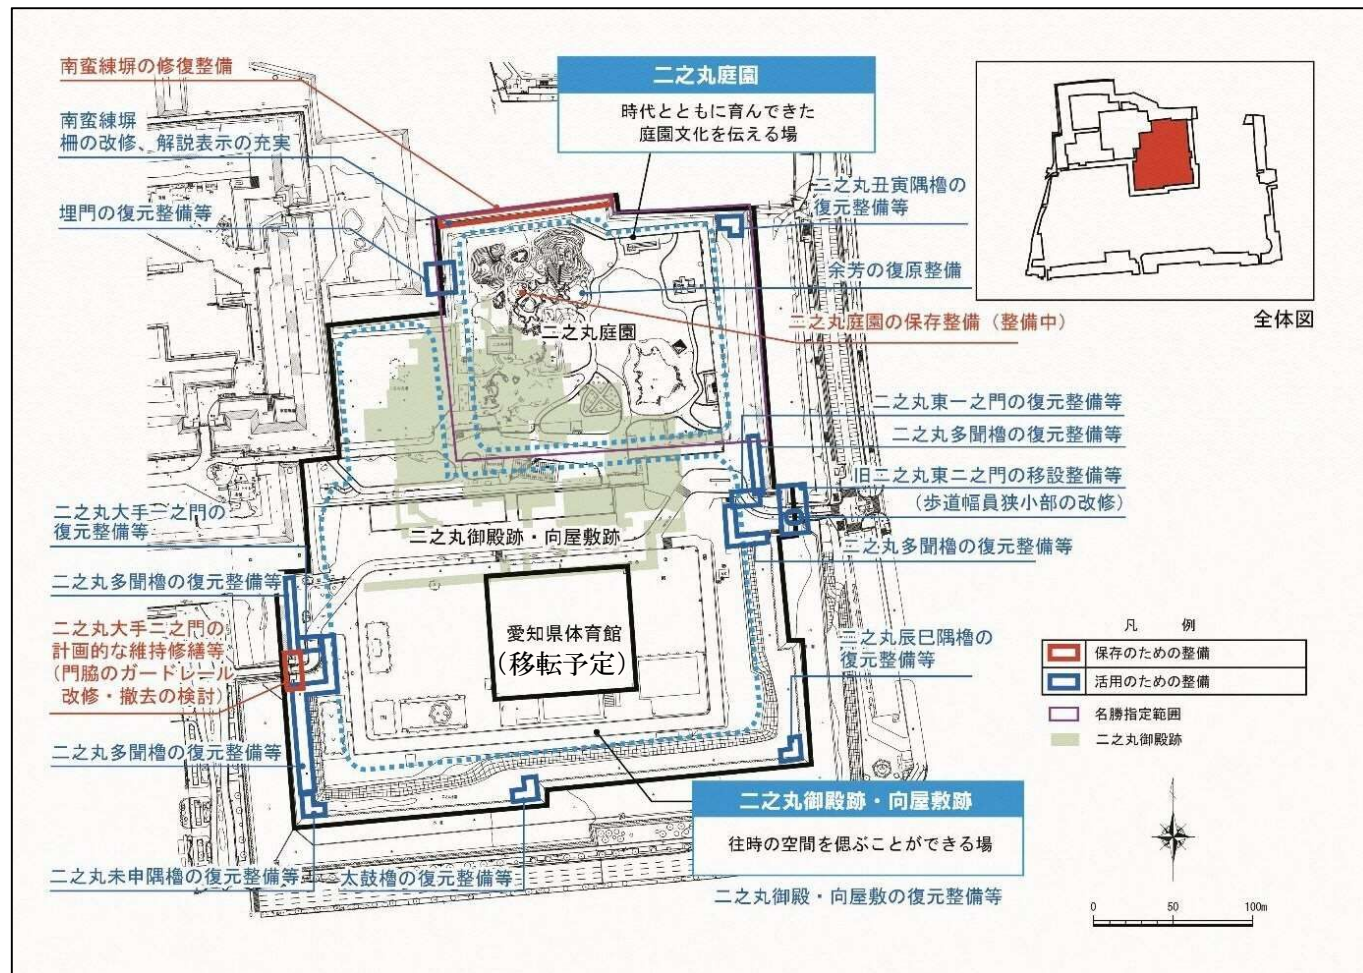 南蛮練塀の修復整備
南蛮練塀
柵の改修、解説表示の充実
埋門の復元整備等
二之丸庭園
時代とともに育んできた
庭園文化を伝える場
二之丸丑寅隅櫓の
復元整備等
余芳の復原整備
全体図
二之丸庭園の保存整備（整備中）
二之丸庭園
二之丸東一之門の復元整備等
二之丸多聞櫓の復元整備等
旧二之丸東二之門の移設整備等
（歩道幅員狭小部の改修）
二之丸多聞櫓の復元整備等
二之丸大手一之門の
復元整備等
二之丸御殿跡・向屋敷跡
二之丸多聞櫓の復元整備等
二之丸大手二之門の
計画的な維持修繕等
（門脇のガードレール
改修・撤去の検討）
愛知県体育館
（移転予定）
二之丸辰巳隅櫓の
復元整備等
凡 例
保存のための整備
活用のための整備
名勝指定範囲
二之丸御殿跡
二之丸多聞櫓の復元整備等
二之丸御殿跡・向屋敷跡
往時の空間を偲ぶことができる場
二之丸未申隅櫓の復元整備等
太鼓櫓の復元整備等
二之丸御殿・向屋敷の復元整備等
0 50 100m